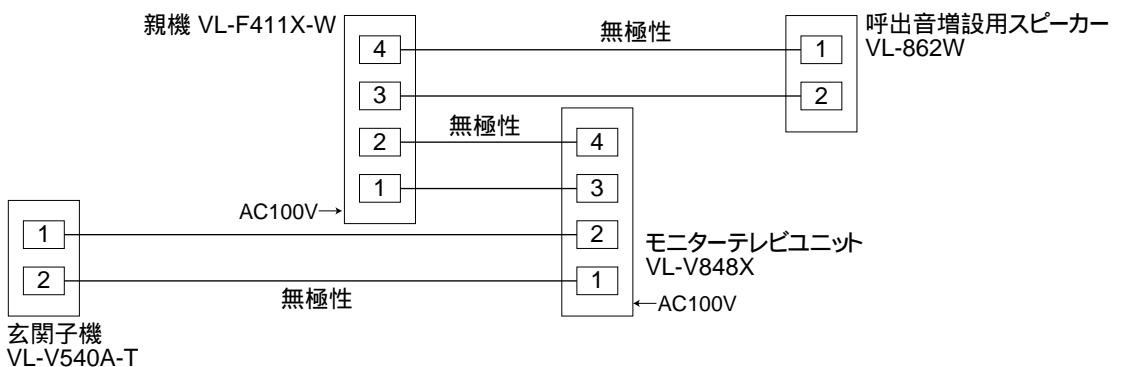 親機 VL-F411X-W
4
3
2
1
AC100V→
無極性
呼出音増設用スピーカー
VL-862W
1
2
無極性
4
3
2
1
モニターテレビユニット
VL-V848X
←AC100V
1
2
無極性
玄関子機
VL-V540A-T